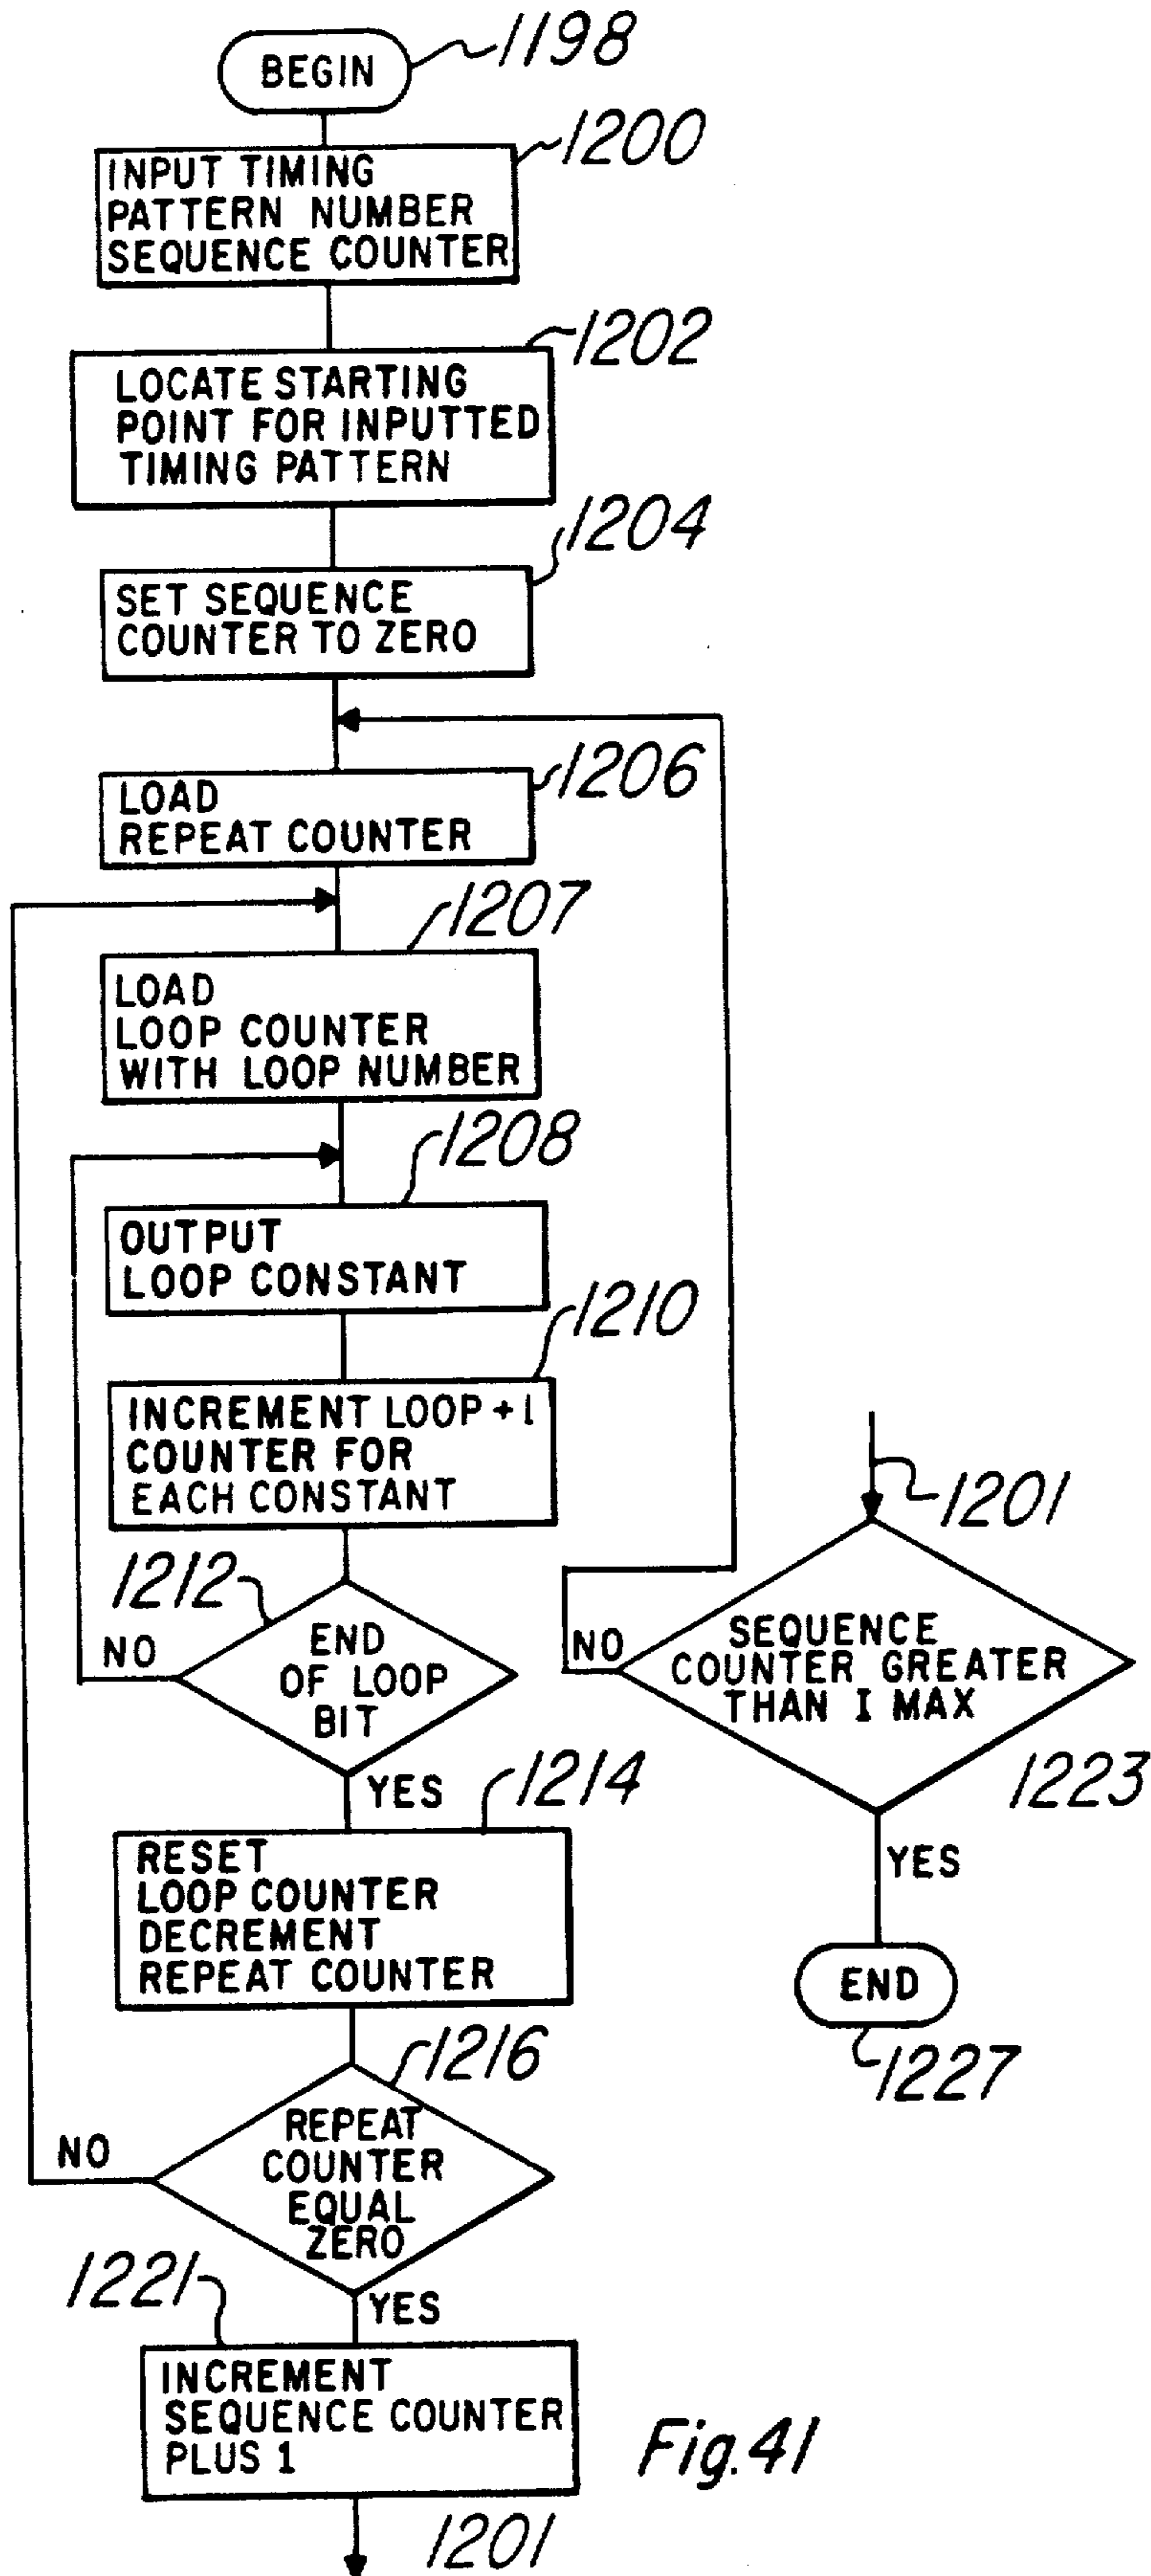 BEGIN
1198
1200
INPUT TIMING
PATTERN NUMBER
SEQUENCE COUNTER
1202
LOCATE STARTING
POINT FOR INPUTTED
TIMING PATTERN
1204
SET SEQUENCE
COUNTER TO ZERO
1206
LOAD
REPEAT COUNTER
1207
LOAD
LOOP COUNTER
WITH LOOP NUMBER
1208
OUTPUT
LOOP CONSTANT
1210
INCREMENT LOOP + 1
COUNTER FOR
EACH CONSTANT
1212
NO
END
OF LOOP
BIT
YES
1214
RESET
LOOP COUNTER
DECREMENT
REPEAT COUNTER
1216
NO
REPEAT
COUNTER
EQUAL
ZERO
YES
1221
INCREMENT
SEQUENCE COUNTER
PLUS 1
1201
1201
NO
SEQUENCE
COUNTER GREATER
THAN I MAX
1223
YES
END
1227
Fig.41